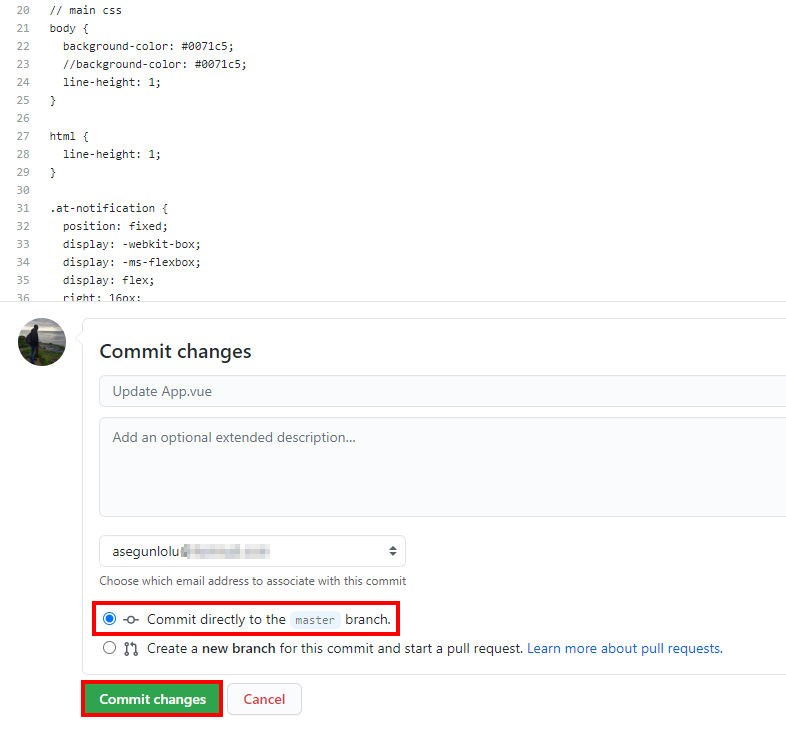 20 // main css
21 body {
22 background-color: #0071c5;
23 //background-color: #0071c5;
24 line-height: 1;
25 }
26
27 html {
28 line-height: 1;
29 }
30
31 .at-notification {
32 position: fixed;
33 display: -webkit-box;
34 display: -ms-flexbox;
35 display: flex;
36 right: 16px;
Commit changes
Update App.vue
Add an optional extended description...
asegunlolu
Choose which email address to associate with this commit
Commit directly to the master branch.
Create a new branch for this commit and start a pull request. Learn more about pull requests.
Commit changes Cancel